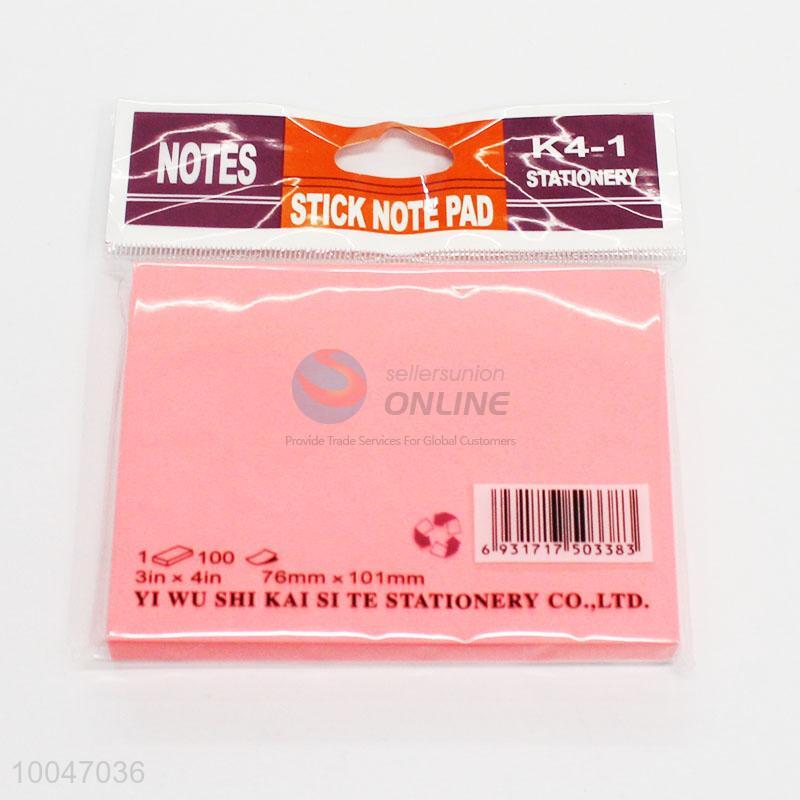 NOTES
STICK NOTE PAD
K4-1
STATIONERY
sellersunion
ONLINE
Provide Trade Services For Global Customers
6 931717 503383
1 100
3in × 4in 76mm × 101mm
YI WU SHI KAI SI TE STATIONERY CO.,LTD.
10047036